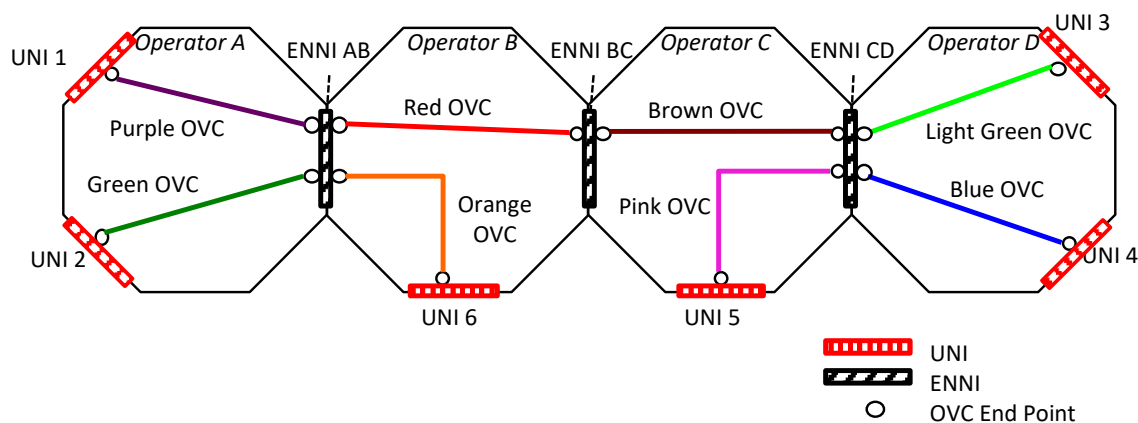 Operator A
ENNI AB
Operator B
ENNI BC
Operator C
ENNI CD
Operator D
UNI 3
UNI 1
Red OVC
Brown OVC
Purple OVC
Light Green OVC
Green OVC
Orange
OVC
Pink OVC
Blue OVC
UNI 2
UNI 4
UNI 6
UNI 5
UNI
ENNI
OVC End Point